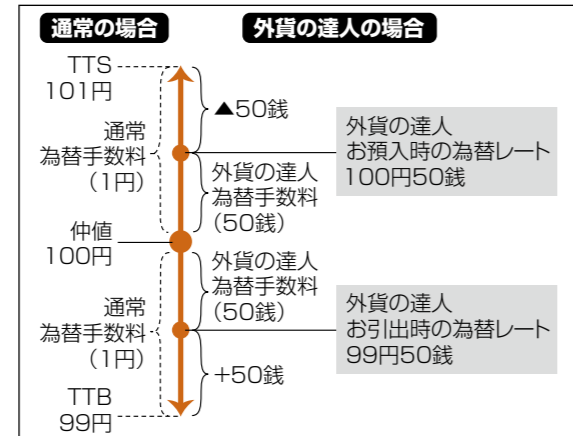 通常の場合
外貨の達人の場合
TTS
101円
▲50銭
通常
為替手数料
（1円）
外貨の達人
お預入時の為替レート
100円50銭
外貨の達人
為替手数料
（50銭）
仲値
100円
外貨の達人
為替手数料
（50銭）
通常
為替手数料
（1円）
外貨の達人
お引出時の為替レート
99円50銭
+50銭
TTB
99円